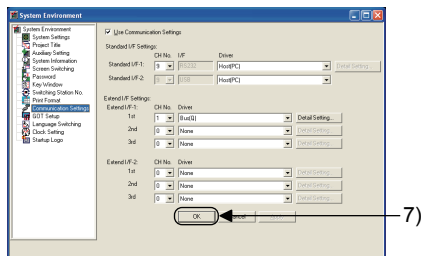 System Environment
System Environment
System Settings
Project Title
Auxiliary Setting
System Information
Screen Switching
Password
Key Window
Switching Station No.
Print Format
Communication Settings
GOT Setup
Language Switching
Clock Setting
Startup Logo
Use Communication Settings
Standard I/F Settings:
CH No. I/F Driver
Standard I/F-1: 9 RS232 Host(PC) Detail Setting...
Standard I/F-2: 9 USB Host(PC)
Extend I/F Settings:
Extend I/F-1: CH No. Driver
1st 1 Bus(Q) Detail Setting...
2nd 0 None Detail Setting...
3rd 0 None Detail Setting...
Extend I/F-2: CH No. Driver
1st 0 None Detail Setting...
2nd 0 None Detail Setting...
3rd 0 None Detail Setting...
OK Cancel
7)